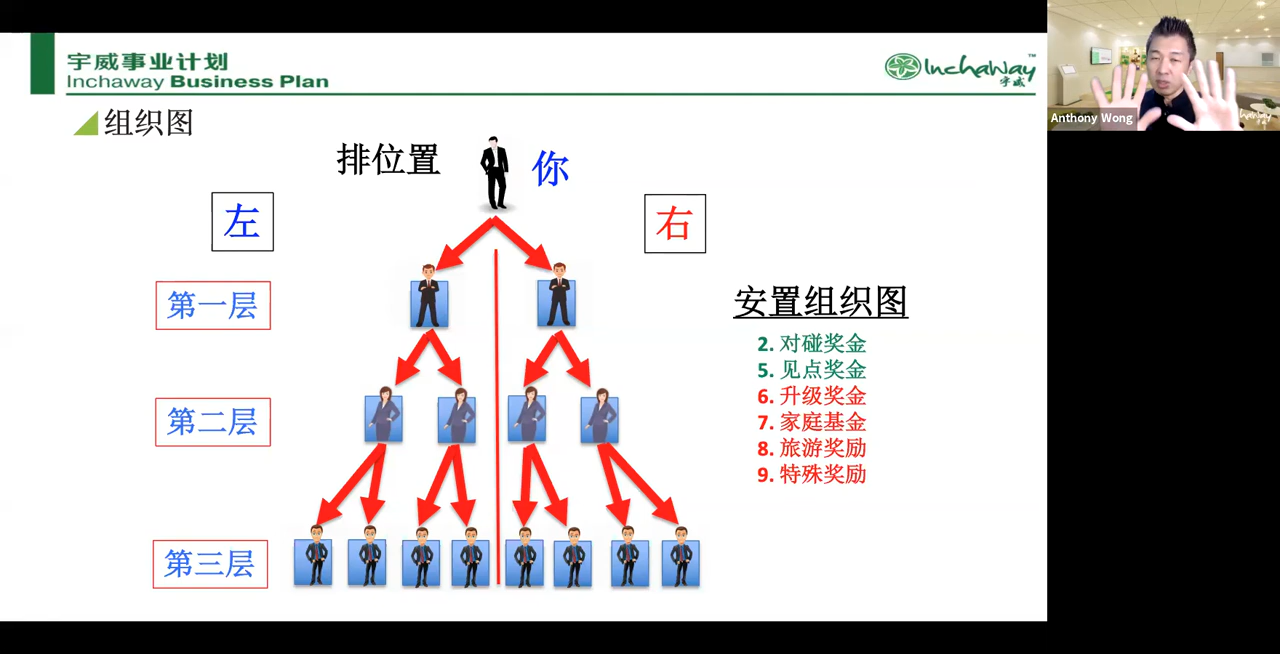 宇威事业计划
Inchaway Business Plan
Inchaway™
宇威
Anthony Wong
组织图
排位置
你
左
右
第一层
安置组织图
2. 对碰奖金
5. 见点奖金
6. 升级奖金
7. 家庭基金
8. 旅游奖励
9. 特殊奖励
第二层
第三层